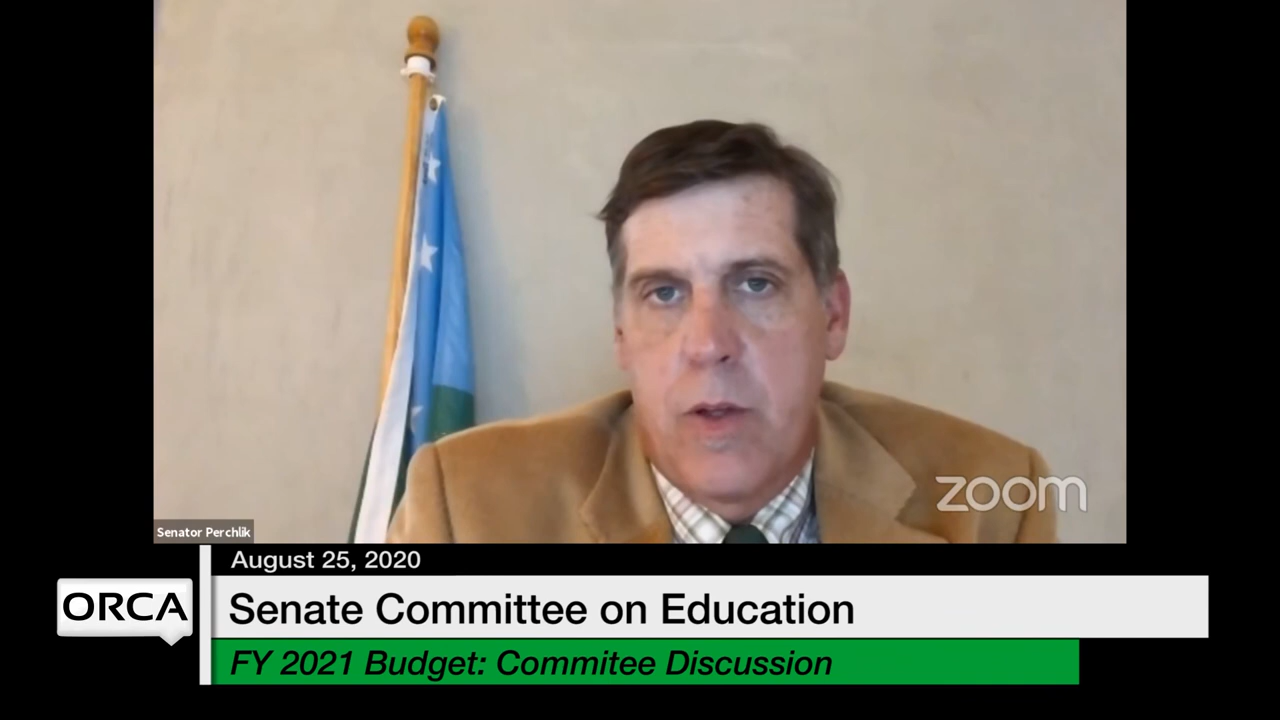 zoom
Senator Perchlik
August 25, 2020
ORCA
Senate Committee on Education
FY 2021 Budget: Commitee Discussion